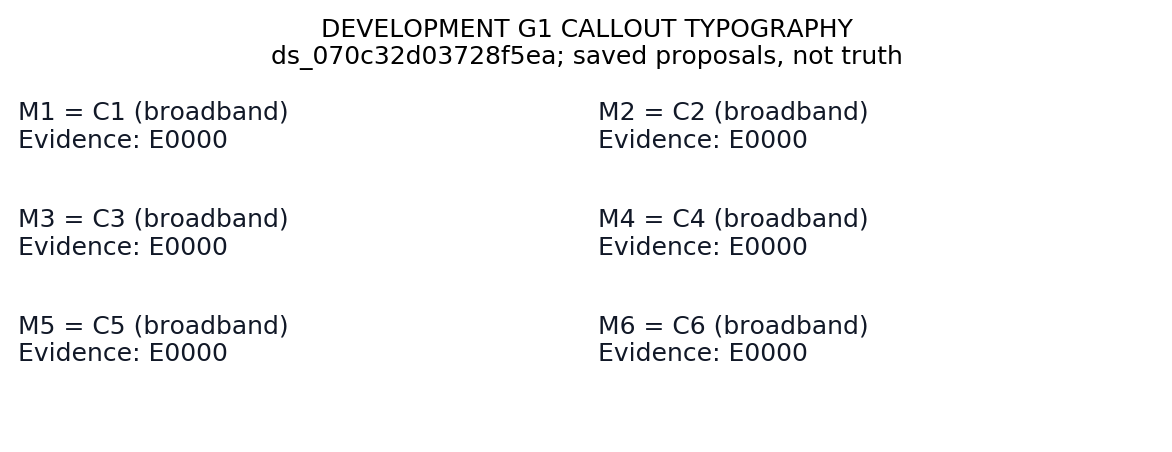 DEVELOPMENT G1 CALLOUT TYPOGRAPHY
ds_070c32d03728f5ea; saved proposals, not truth
M1 = C1 (broadband)
Evidence: E0000
M2 = C2 (broadband)
Evidence: E0000
M3 = C3 (broadband)
Evidence: E0000
M4 = C4 (broadband)
Evidence: E0000
M5 = C5 (broadband)
Evidence: E0000
M6 = C6 (broadband)
Evidence: E0000